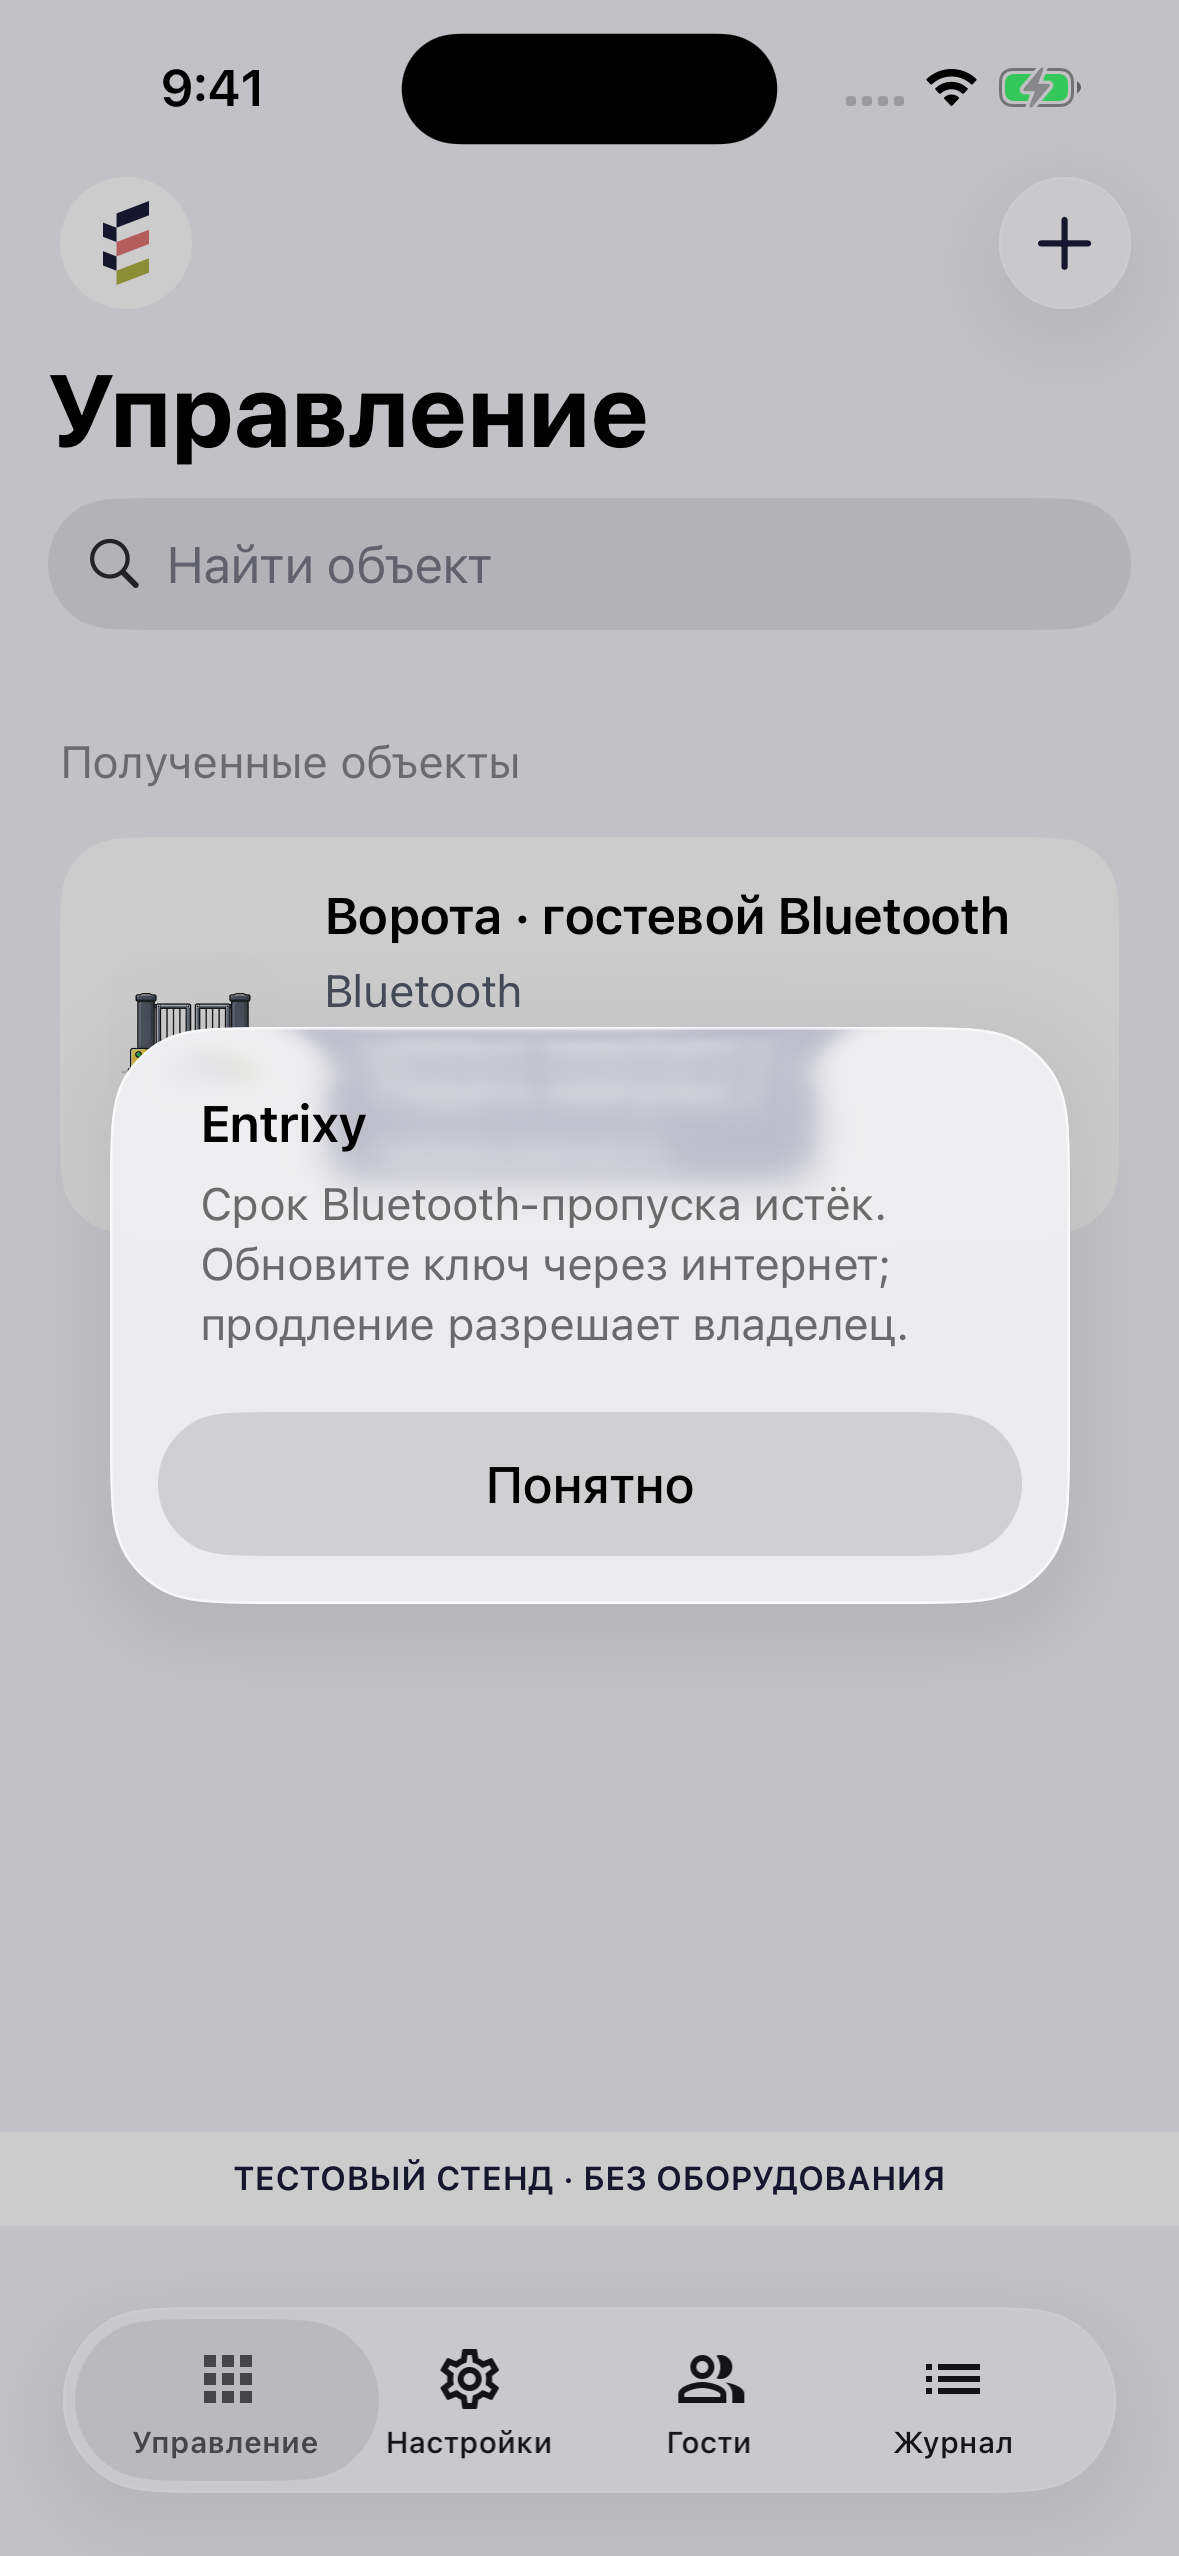 9:41
Управление
Найти объект
Полученные объекты
Ворота · гостевой Bluetooth
Bluetooth
Entrixy
Срок Bluetooth-пропуска истёк.
Обновите ключ через интернет;
продление разрешает владелец.
Понятно
ТЕСТОВЫЙ СТЕНД · БЕЗ ОБОРУДОВАНИЯ
Управление
Настройки
Гости
Журнал